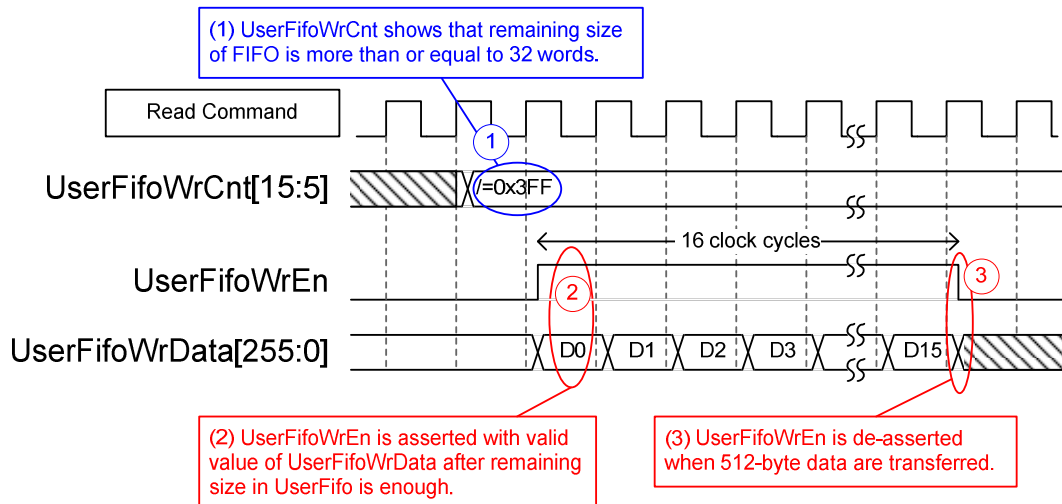 (1) UserFifoWrCnt shows that remaining size
of FIFO is more than or equal to 32 words.
Read Command
1
UserFifoWrCnt[15:5]
/=0x3FF
16 clock cycles
UserFifoWrEn
2
3
UserFifoWrData[255:0]
D0
D1
D2
D3
D15
(2) UserFifoWrEn is asserted with valid
value of UserFifoWrData after remaining
size in UserFifo is enough.
(3) UserFifoWrEn is de-asserted
when 512-byte data are transferred.